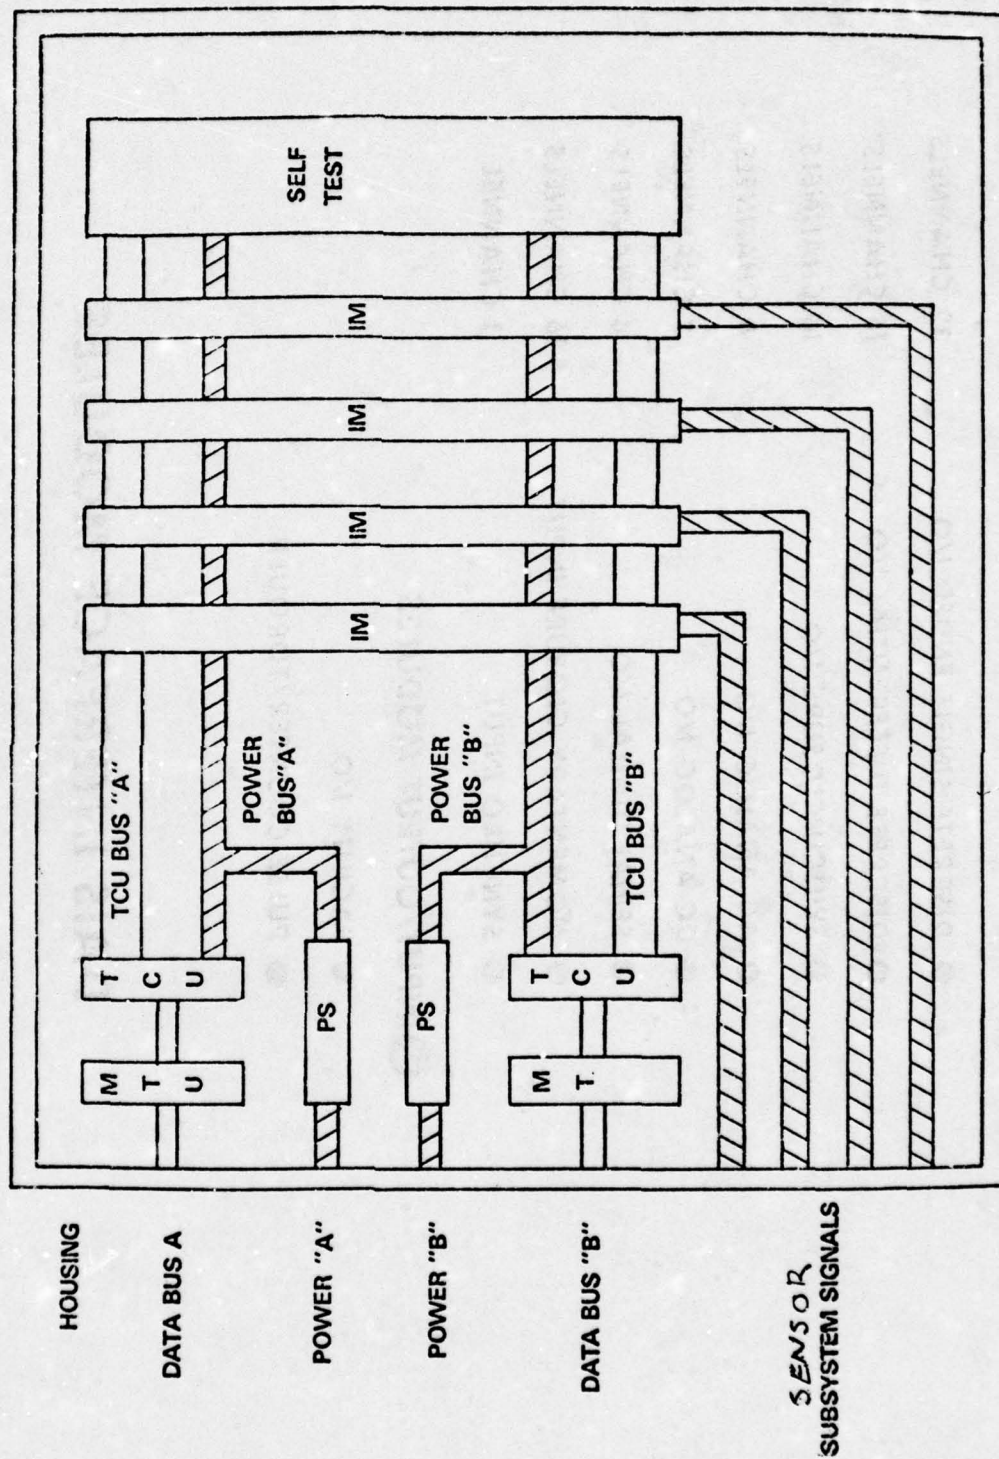 HOUSING
DATA BUS A
POWER "A"
POWER "B"
DATA BUS "B"
SENSOR
SUBSYSTEM SIGNALS
M
T
U
T
C
U
TCU BUS "A"
POWER
BUS"A"
PS
PS
POWER
BUS "B"
M
T
T
C
U
TCU BUS "B"
IM
IM
IM
IM
SELF
TEST